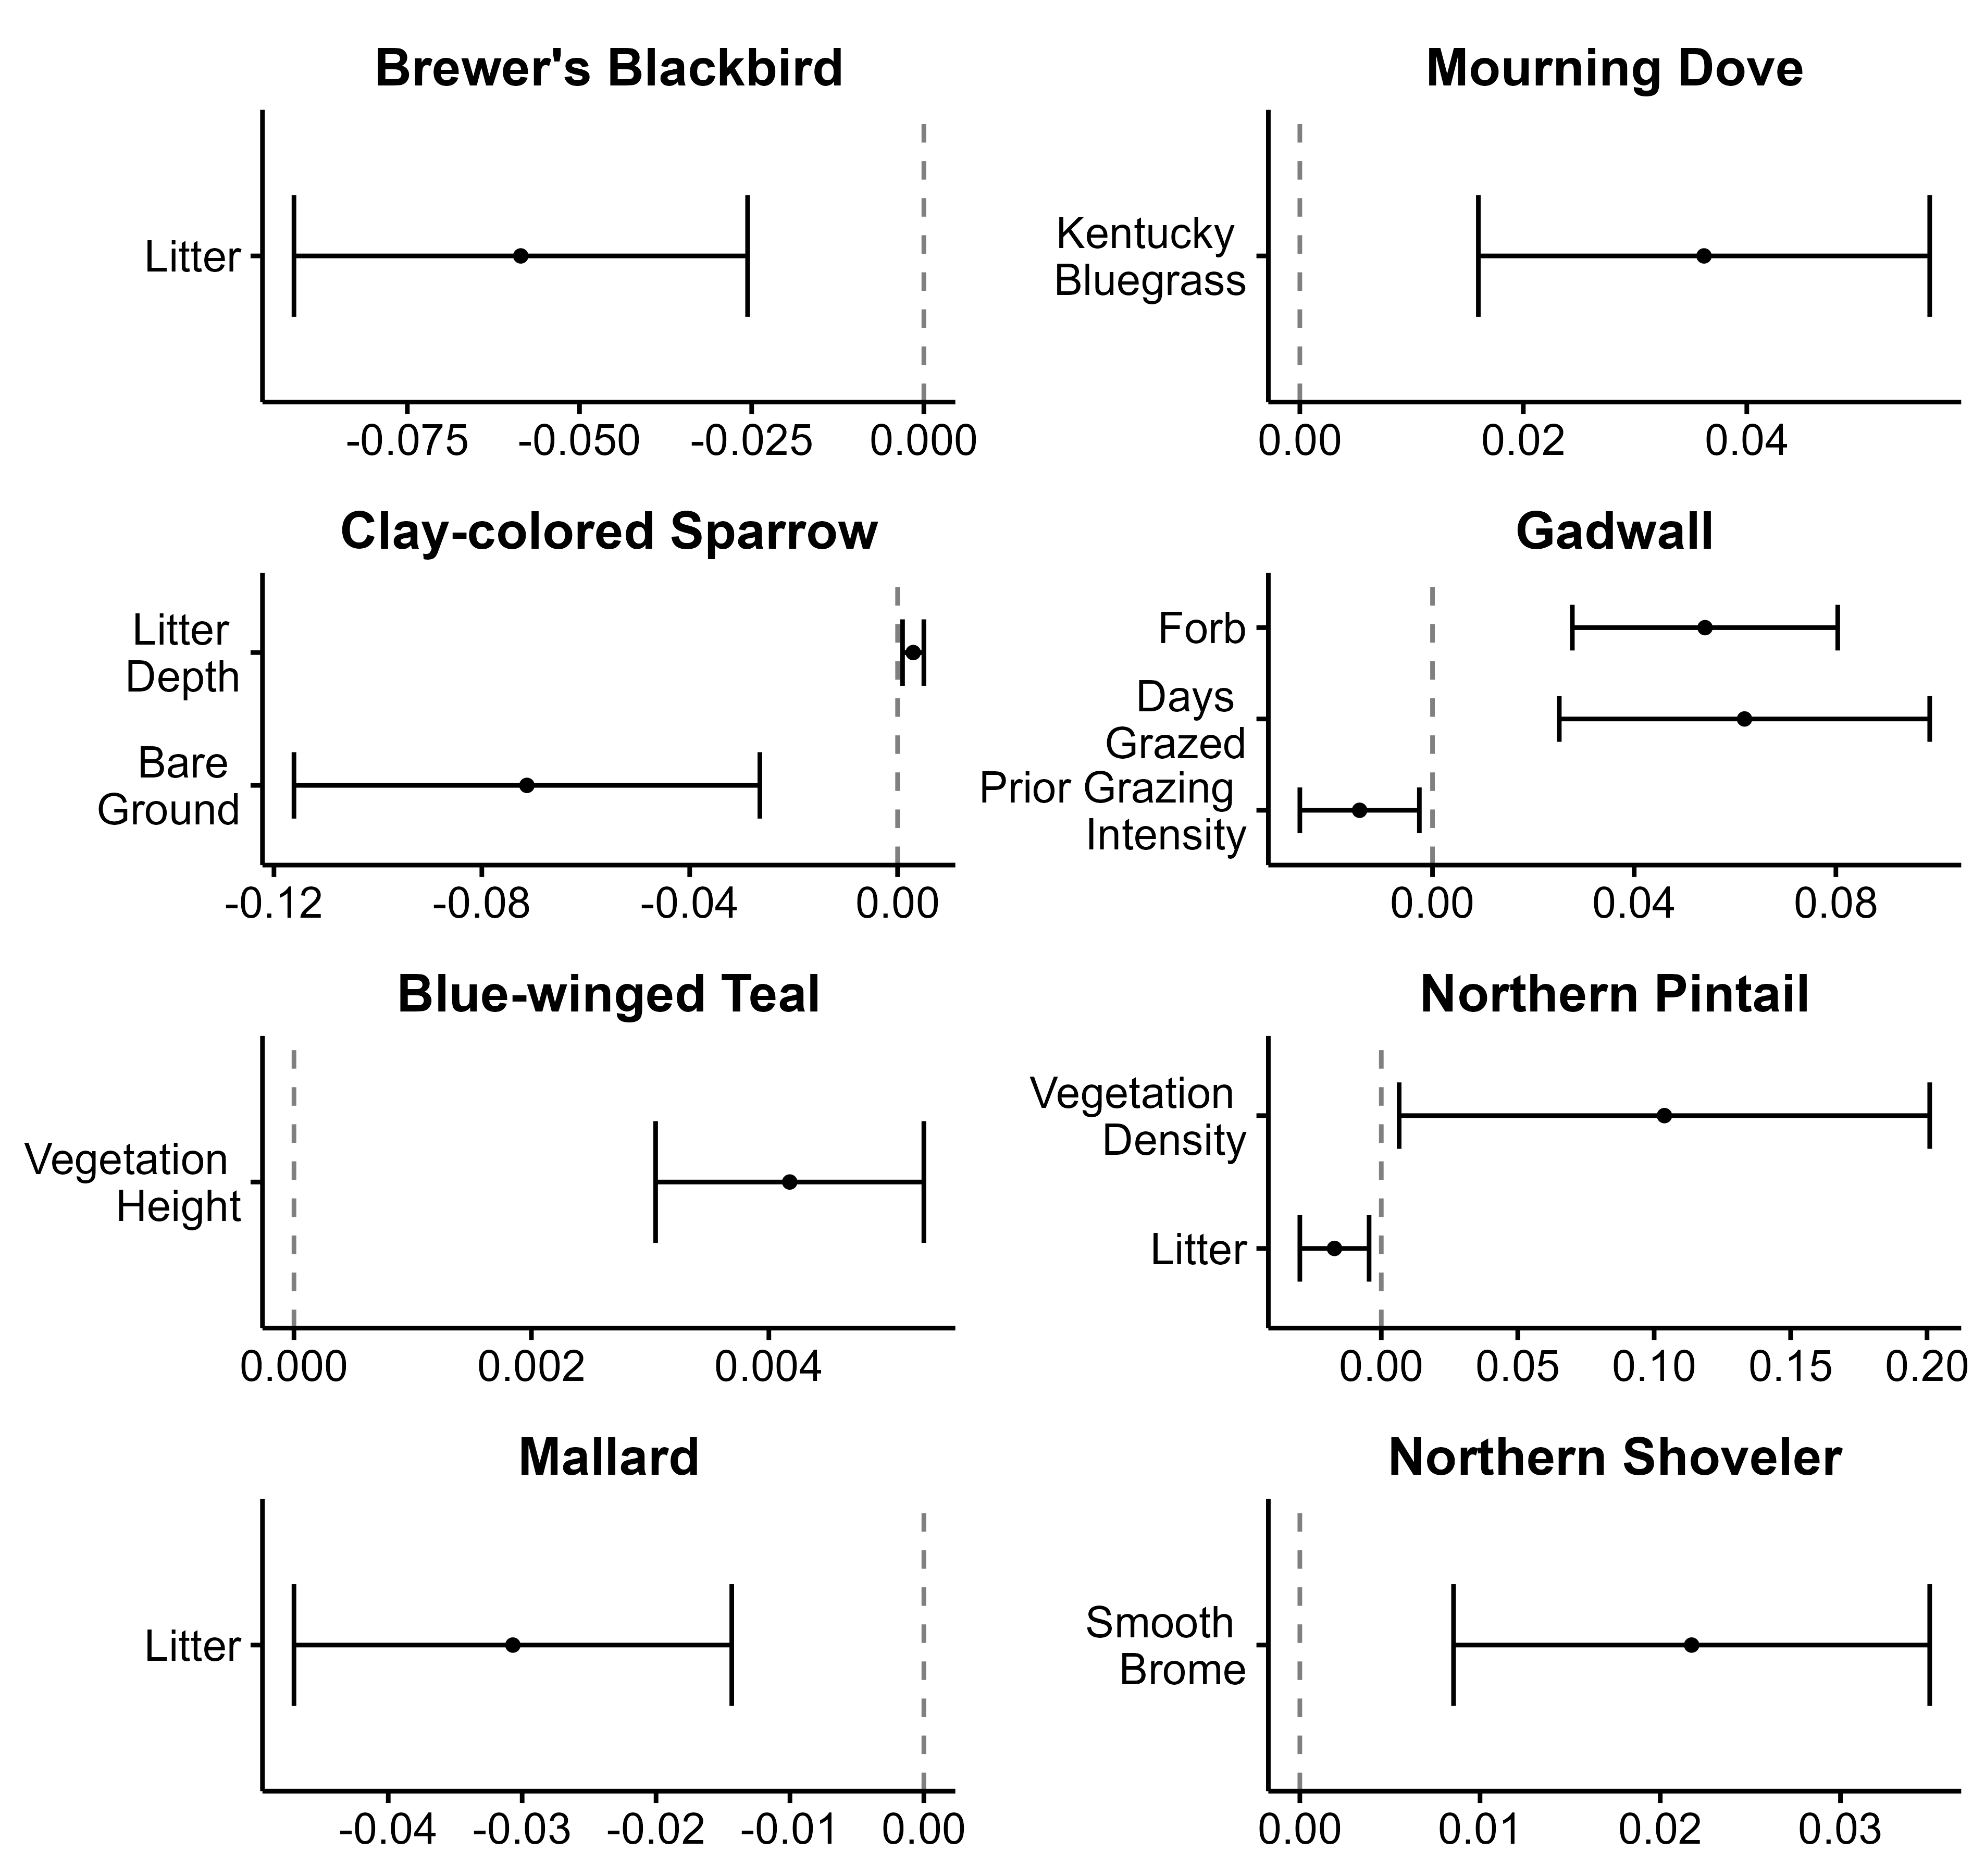 Brewer's Blackbird
Litter
-0.075 -0.050 -0.025 0.000
Mourning Dove
Kentucky
Bluegrass
0.00 0.02 0.04
Clay-colored Sparrow
Litter
Depth
Bare
Ground
-0.12 -0.08 -0.04 0.00
Gadwall
Forb
Days
Grazed
Prior Grazing
Intensity
0.00 0.04 0.08
Blue-winged Teal
Vegetation
Height
0.000 0.002 0.004
Northern Pintail
Vegetation
Density
Litter
0.00 0.05 0.10 0.15 0.20
Mallard
Litter
-0.04 -0.03 -0.02 -0.01 0.00
Northern Shoveler
Smooth
Brome
0.00 0.01 0.02 0.03